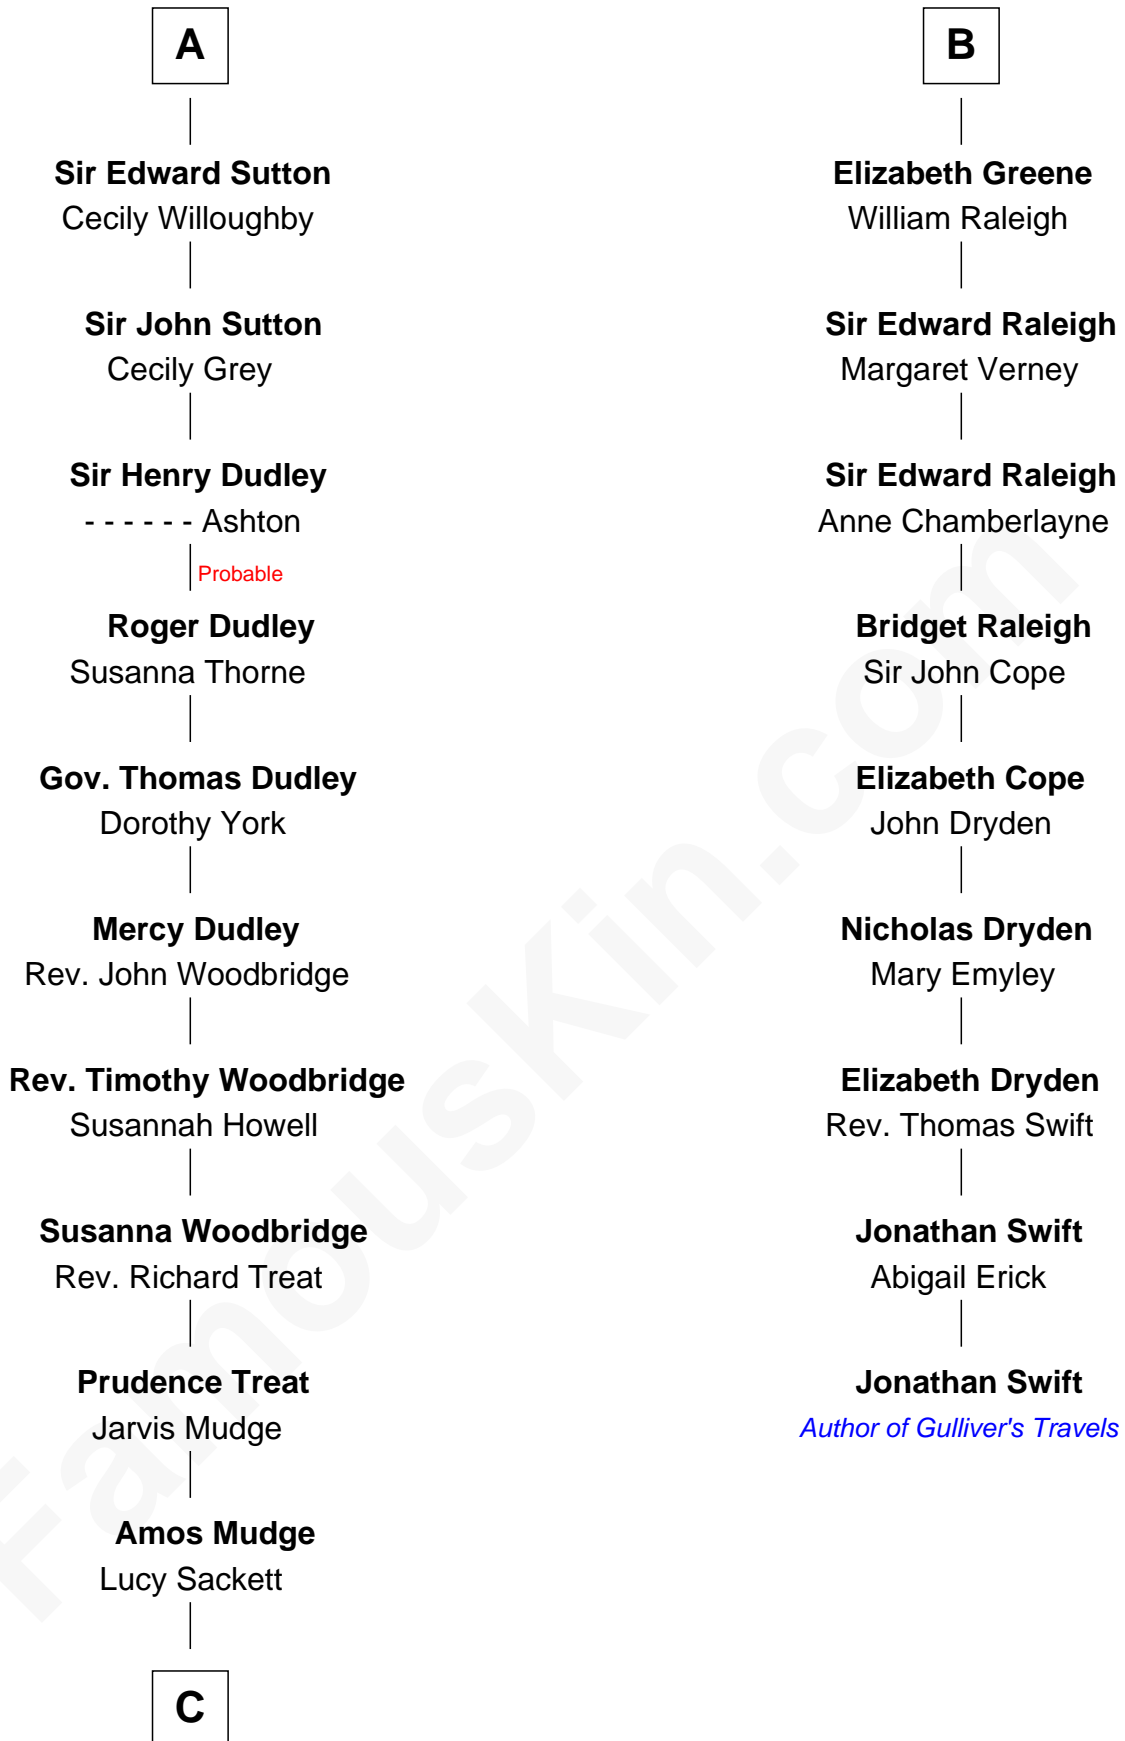 A
Sir Edward Sutton
Cecily Willoughby
Sir John Sutton
Cecily Grey
Sir Henry Dudley
- - - - - - Ashton
Probable
Roger Dudley
Susanna Thorne
Gov. Thomas Dudley
Dorothy York
Mercy Dudley
Rev. John Woodbridge
Rev. Timothy Woodbridge
Susannah Howell
Susanna Woodbridge
Rev. Richard Treat
Prudence Treat
Jarvis Mudge
Amos Mudge
Lucy Sackett
C
B
Elizabeth Greene
William Raleigh
Sir Edward Raleigh
Margaret Verney
Sir Edward Raleigh
Anne Chamberlayne
Bridget Raleigh
Sir John Cope
Elizabeth Cope
John Dryden
Nicholas Dryden
Mary Emyley
Elizabeth Dryden
Rev. Thomas Swift
Jonathan Swift
Abigail Erick
Jonathan Swift
Author of Gulliver's Travels
FamousKin.com